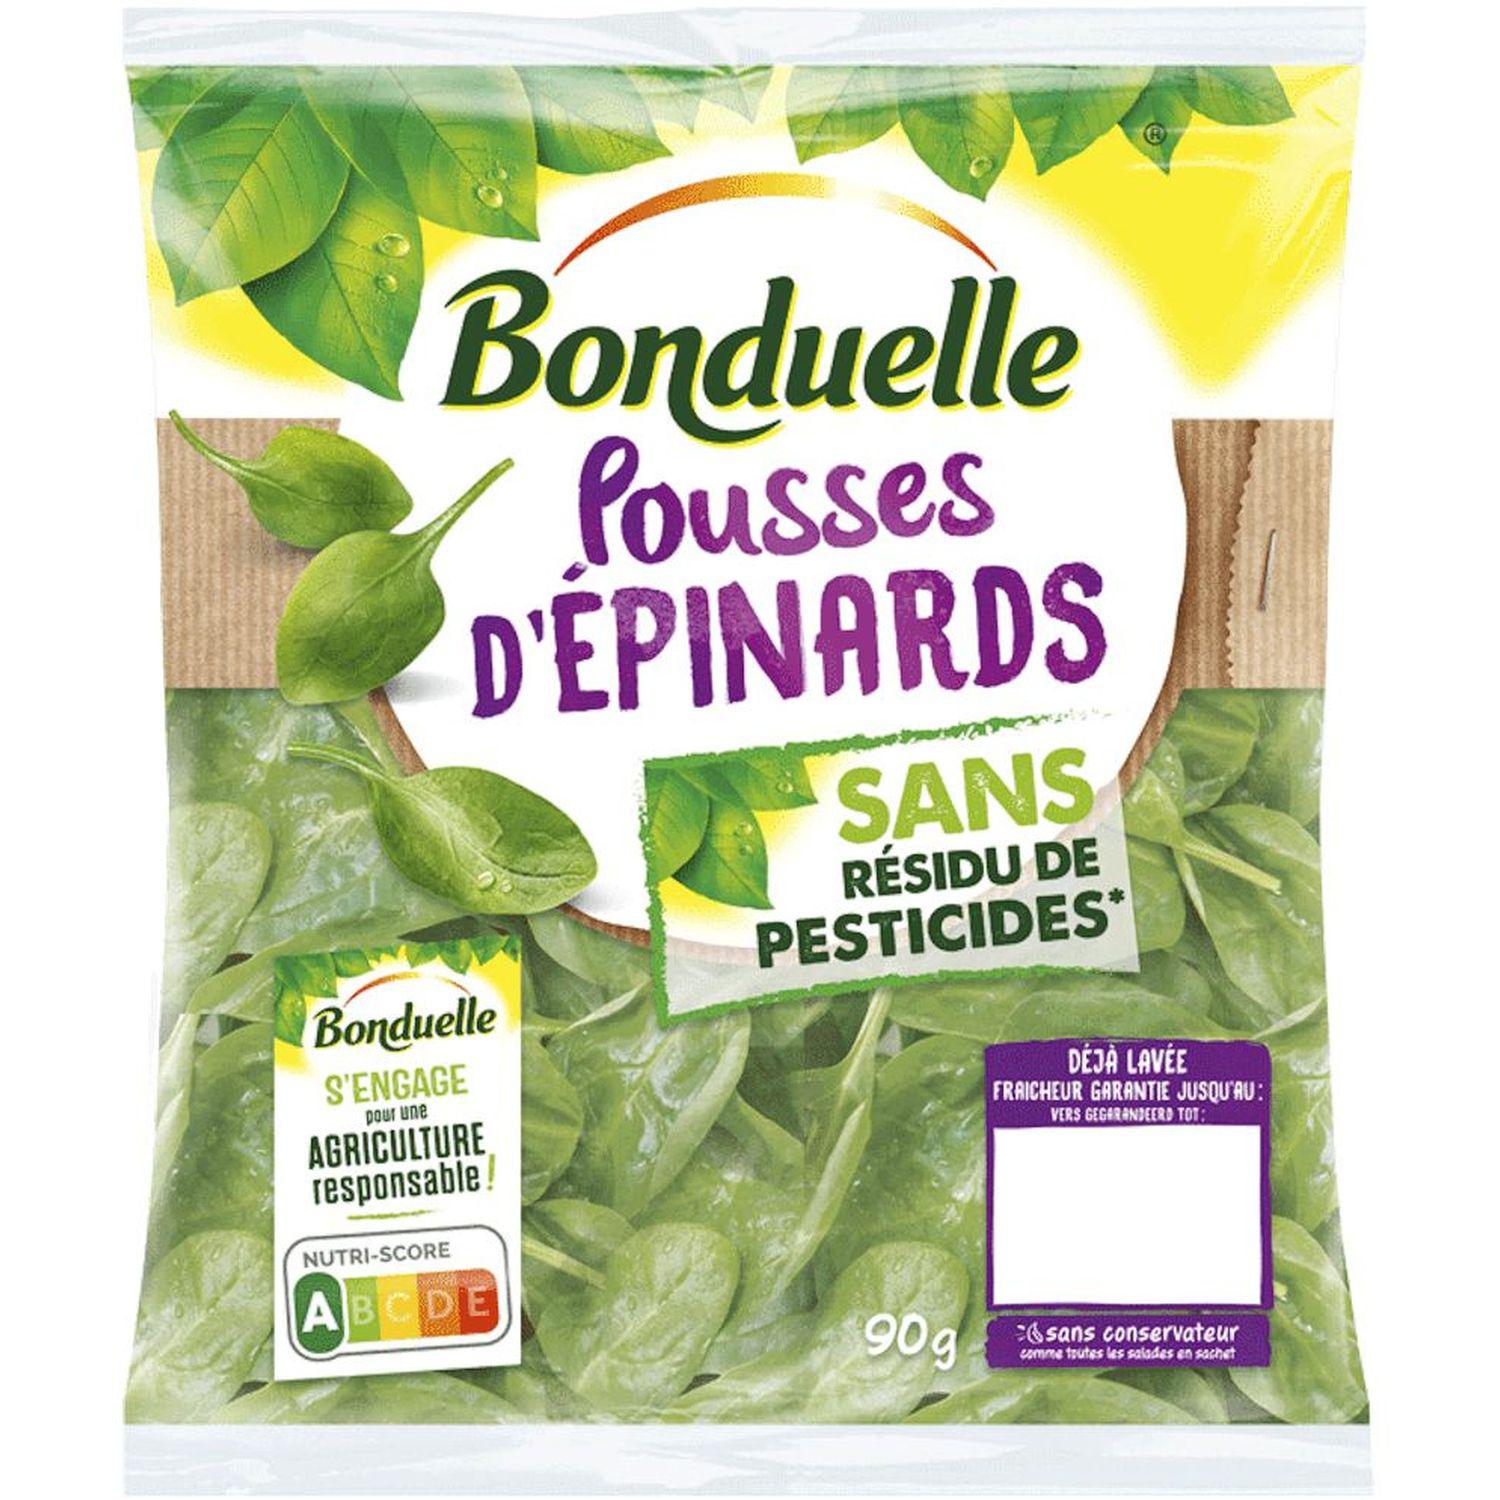 ®
Bonduelle
Pousses
D'ÉPINARDS
SANS
RÉSIDU DE
PESTICIDES*
Bonduelle
S'ENGAGE
pour une
AGRICULTURE
responsable !
NUTRI-SCORE
A B C D E
DÉJÀ LAVÉE
FRAICHEUR GARANTIE JUSQU'AU :
VERS GEGARANDEERD TOT :
90g
sans conservateur
comme toutes les salades en sachet